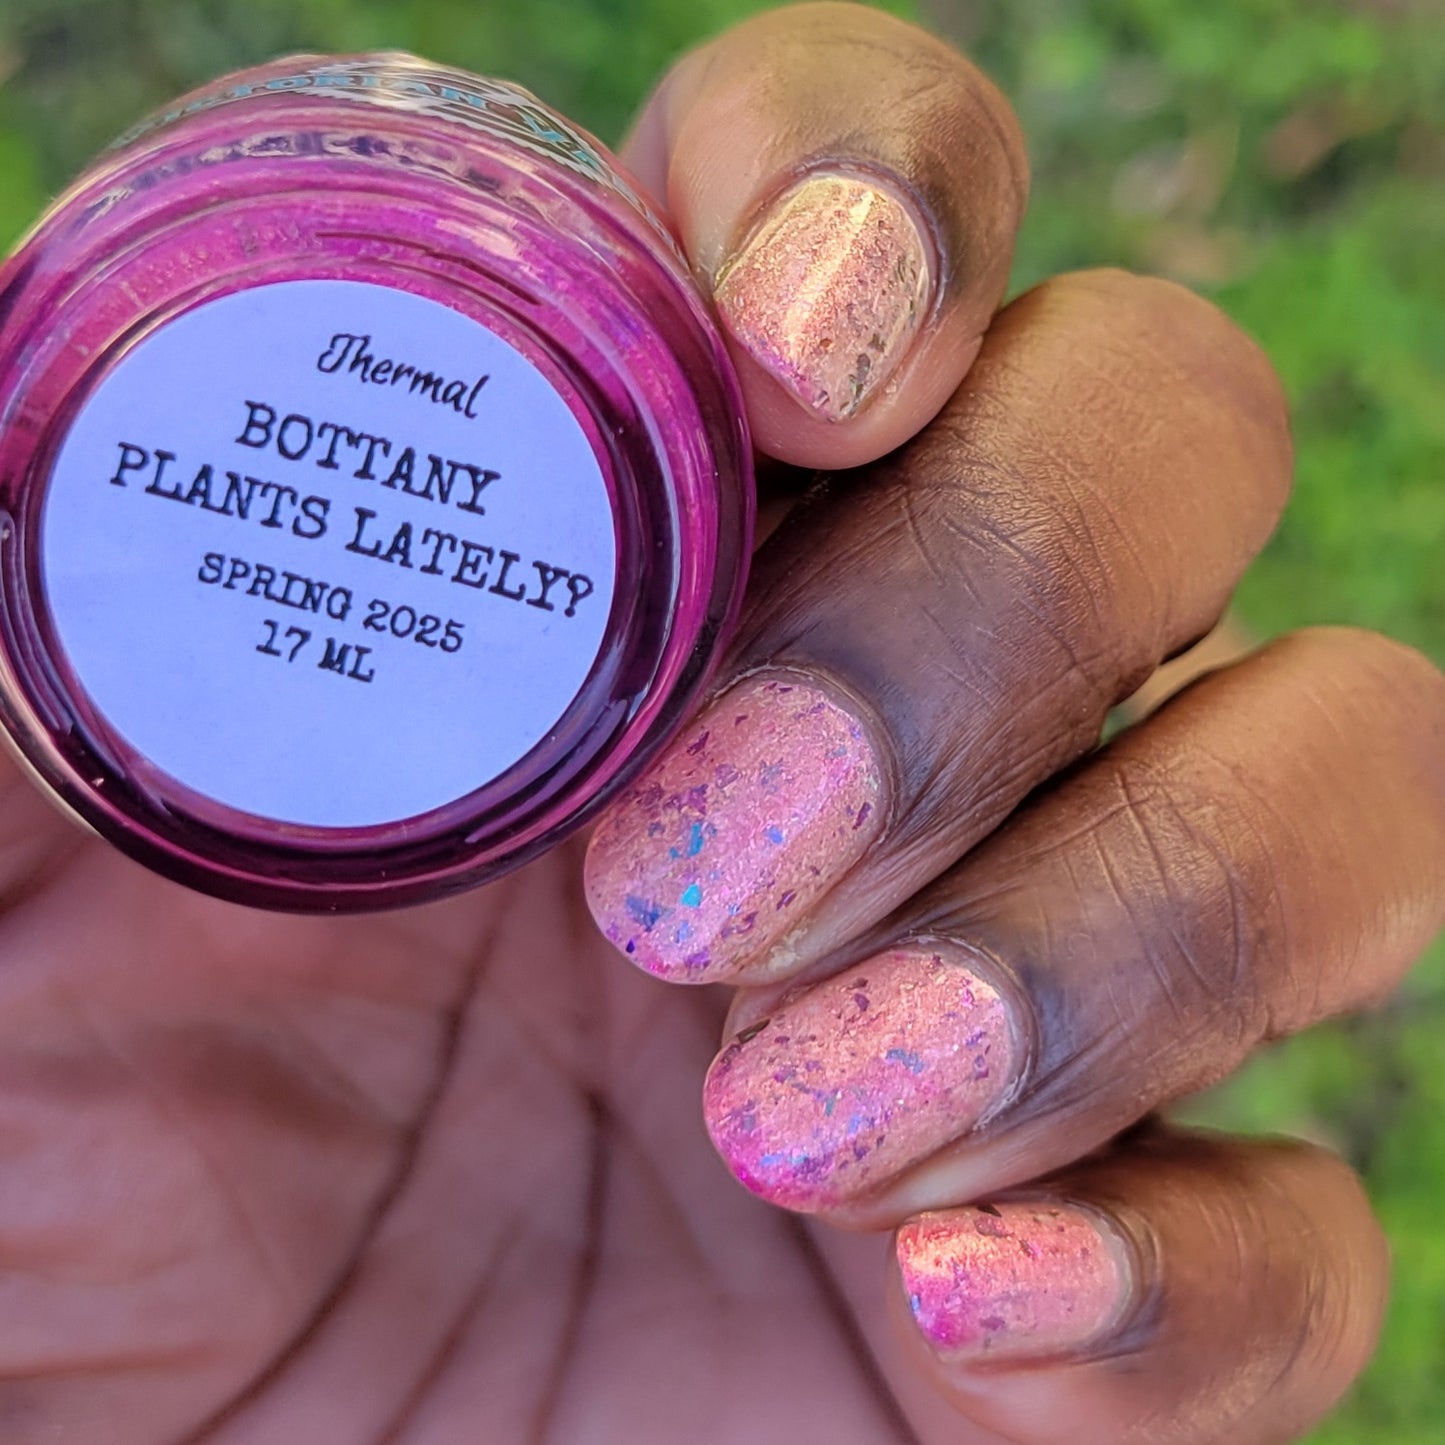 Thermal
BOTTANY
PLANTS LATELY?
SPRING 2025
17 ML